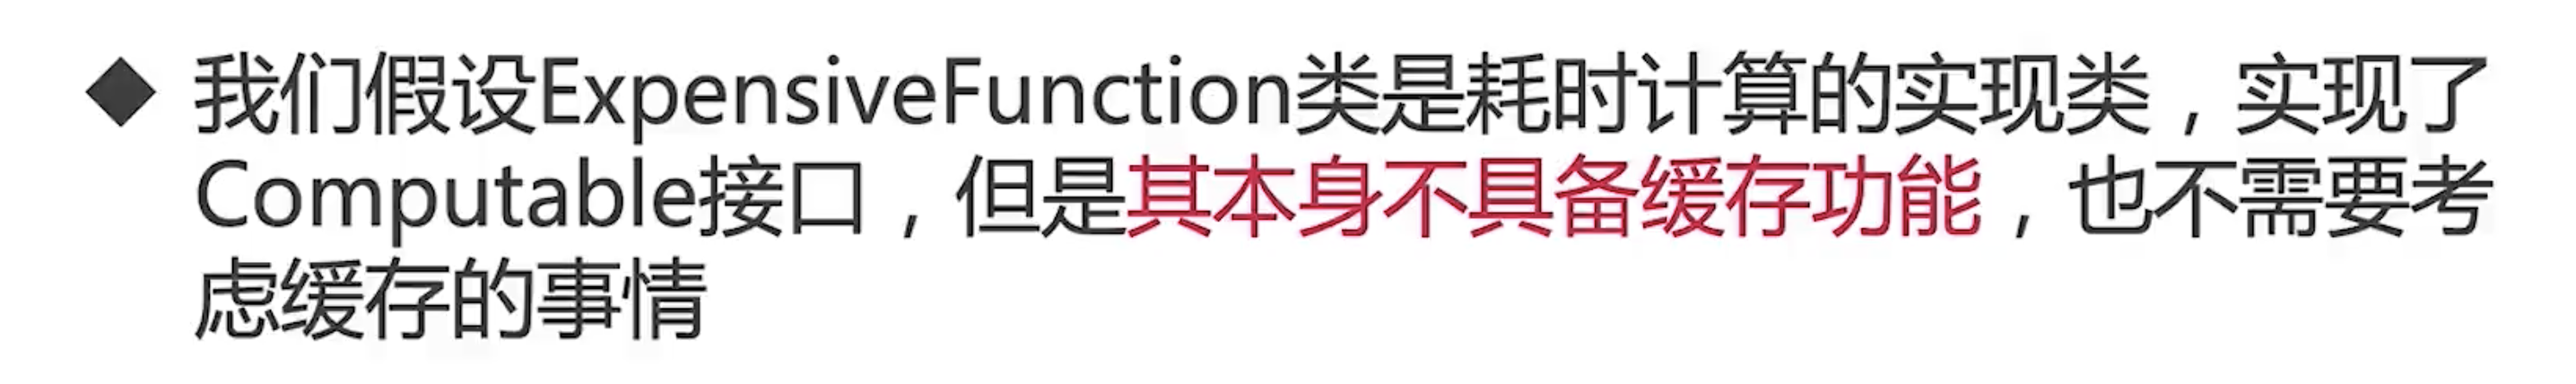 ◆ 我们假设ExpensiveFunction类是耗时计算的实现类，实现了
Computable接口，但是其本身不具备缓存功能，也不需要考
虑缓存的事情